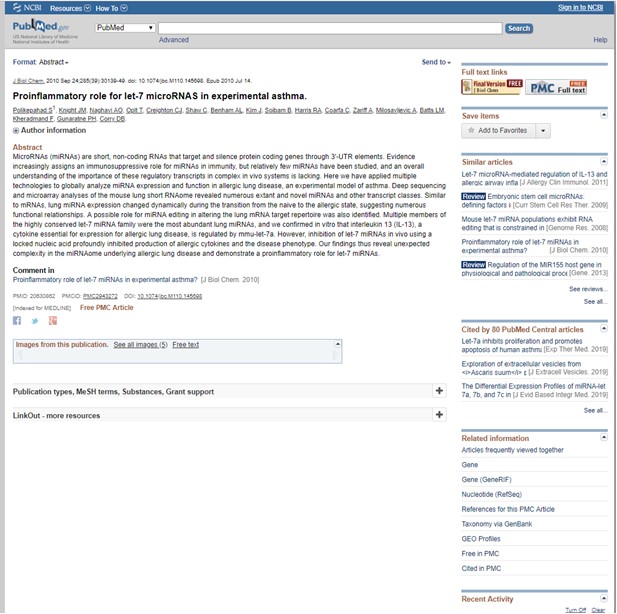 NCBI Resources How To Sign in to NCBI
PubMed.gov PubMed Search
US National Library of Medicine
National Institutes of Health
Advanced Help
Format: Abstract Send to
J Biol Chem. 2010 Sep 24;285(39):30139-49. doi: 10.1074/jbc.M110.145698. Epub 2010 Jul 14.
Proinflammatory role for let-7 microRNAS in experimental asthma.
Polikepahad S1, Knight JM, Naghavi AO, Oplt T, Creighton CJ, Shaw C, Benham AL, Kim J, Soibam B, Harris RA, Coarfa C, Zariff A, Milosavljevic A, Batts LM,
Kheradmand F, Gunaratne PH, Corry DB.
Author information
Abstract
MicroRNAs (miRNAs) are short, non-coding RNAs that target and silence protein coding genes through 3'-UTR elements. Evidence
increasingly assigns an immunosuppressive role for miRNAs in immunity, but relatively few miRNAs have been studied, and an overall
understanding of the importance of these regulatory transcripts in complex in vivo systems is lacking. Here we have applied multiple
technologies to globally analyze miRNA expression and function in allergic lung disease, an experimental model of asthma. Deep sequencing
and microarray analyses of the mouse lung short RNAome revealed numerous extant and novel miRNAs and other transcript classes. Similar
to mRNAs, lung miRNA expression changed dynamically during the transition from the naive to the allergic state, suggesting numerous
functional relationships. A possible role for miRNA editing in altering the lung mRNA target repertoire was also identified. Multiple members of
the highly conserved let-7 miRNA family were the most abundant lung miRNAs, and we confirmed in vitro that interleukin 13 (IL-13), a
cytokine essential for expression for allergic lung disease, is regulated by mmu-let-7a. However, inhibition of let-7 miRNAs in vivo using a
locked nucleic acid profoundly inhibited production of allergic cytokines and the disease phenotype. Our findings thus reveal unexpected
complexity in the miRNAome underlying allergic lung disease and demonstrate a proinflammatory role for let-7 miRNAs.
Comment in
Proinflammatory role of let-7 miRNAs in experimental asthma? [J Biol Chem. 2010]
PMID: 20630862 PMCID: PMC2943272 DOI: 10.1074/jbc.M110.145698
[Indexed for MEDLINE] Free PMC Article
Images from this publication. See all images (5) Free text
Publication types, MeSH terms, Substances, Grant support
LinkOut - more resources
Full text links
Final Version FREE
J Biol Chem
PMC FREE Full text
Save items
Add to Favorites
Similar articles
Let-7 microRNA-mediated regulation of IL-13 and
allergic airway infla [J Allergy Clin Immunol. 2011]
Review Embryonic stem cell microRNAs:
defining factors i [Curr Stem Cell Res Ther. 2009]
Mouse let-7 miRNA populations exhibit RNA
editing that is constrained in [Genome Res. 2008]
Proinflammatory role of let-7 miRNAs in
experimental asthma? [J Biol Chem. 2010]
Review Regulation of the MIR155 host gene in
physiological and pathological proce [Gene. 2013]
See reviews...
See all...
Cited by 80 PubMed Central articles
Let-7a inhibits proliferation and promotes
apoptosis of human asthma [Exp Ther Med. 2019]
Exploration of extracellular vesicles from
<i>Ascaris suum</i> [J Extracell Vesicles. 2019]
The Differential Expression Profiles of miRNA-let
7a, 7b, and 7c in [J Evid Based Integr Med. 2019]
See all...
Related information
Articles frequently viewed together
Gene
Gene (GeneRIF)
Nucleotide (RefSeq)
References for this PMC Article
Taxonomy via GenBank
GEO Profiles
Free in PMC
Cited in PMC
Recent Activity
Turn Off Clear